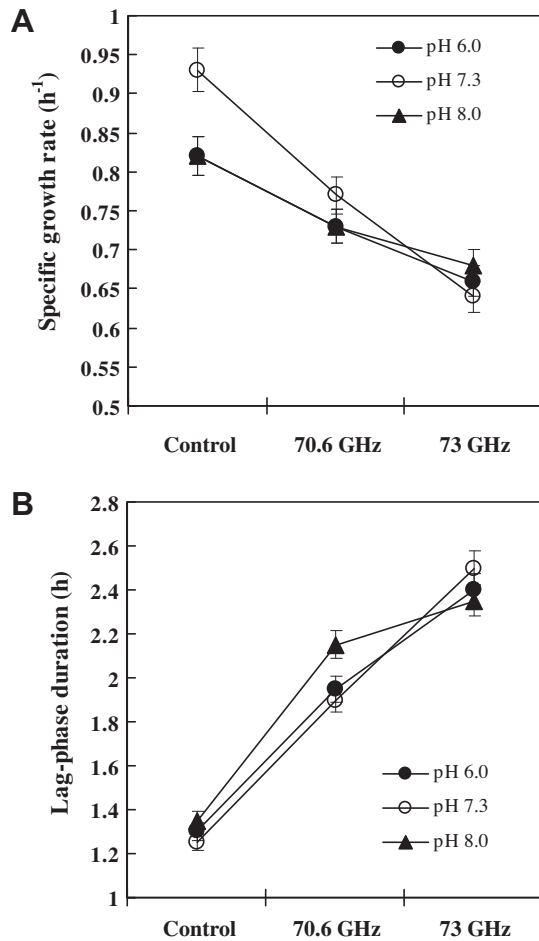 A
Specific growth rate (h-1)
1
0.95
0.9
0.85
0.8
0.75
0.7
0.65
0.6
0.55
0.5
pH 6.0
pH 7.3
pH 8.0
Control 70.6 GHz 73 GHz
B
Lag-phase duration (h)
2.8
2.6
2.4
2.2
2
1.8
1.6
1.4
1.2
1
pH 6.0
pH 7.3
pH 8.0
Control 70.6 GHz 73 GHz